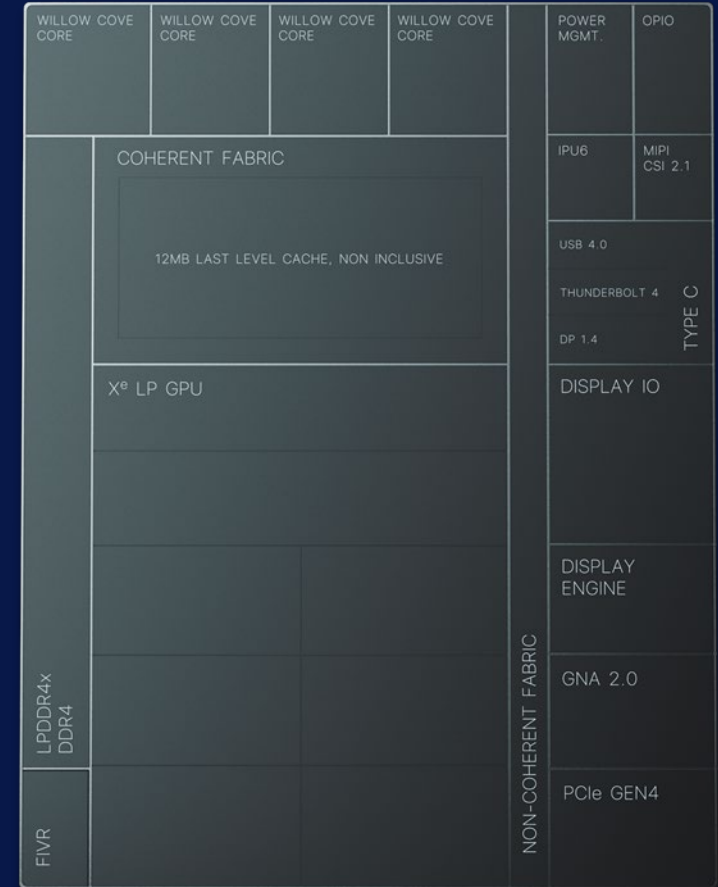 WILLOW COVE
CORE
WILLOW COVE
CORE
WILLOW COVE
CORE
WILLOW COVE
CORE
POWER
MGMT.
OPIO
COHERENT FABRIC
12MB LAST LEVEL CACHE, NON INCLUSIVE
IPU6
MIPI
CSI 2.1
USB 4.0
THUNDERBOLT 4
DP 1.4
TYPE C
Xe LP GPU
DISPLAY IO
DISPLAY
ENGINE
GNA 2.0
PCIe GEN4
NON-COHERENT FABRIC
LPDDR4x
DDR4
FIVR